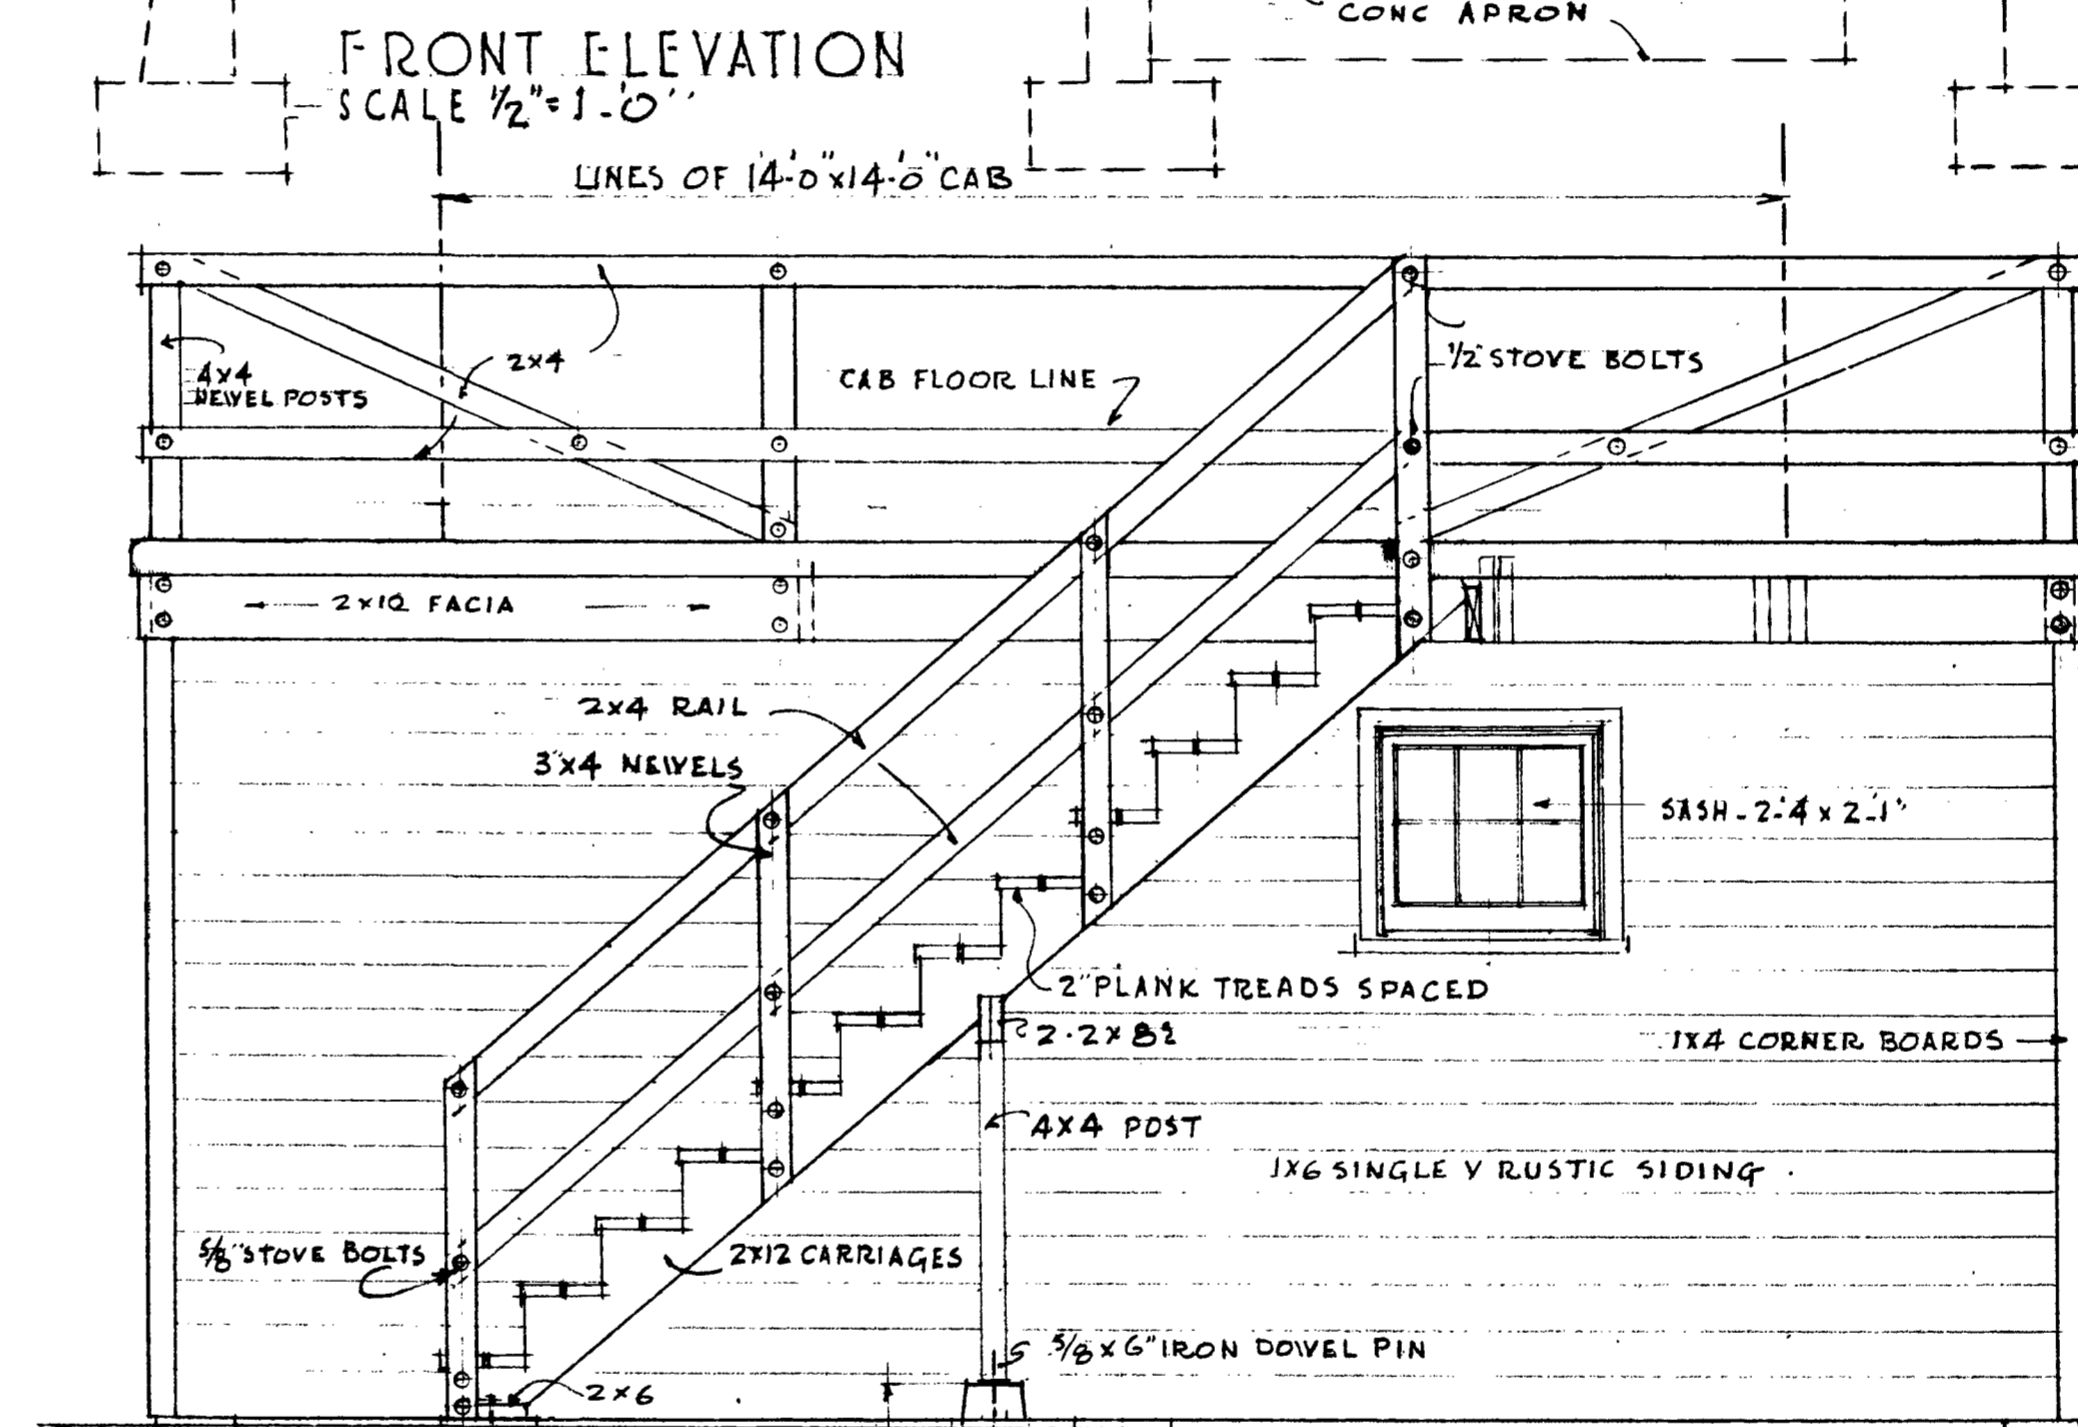 CONC APRON
FRONT ELEVATION
SCALE 1/2"=1-'0"
LINES OF 14'-0"x14'-0" CAB
4x4
NEWEL POSTS
2x4
CAB FLOOR LINE
1/2" STOVE BOLTS
2x10 FACIA
2x4 RAIL
3"x4 NEWELS
SASH-2'-4 x 2'-1"
2" PLANK TREADS SPACED
2-2x8s
1x4 CORNER BOARDS
4x4 POST
1x6 SINGLE V RUSTIC SIDING
5/8" STOVE BOLTS
2x12 CARRIAGES
5/8 x 6" IRON DOWEL PIN
2x6